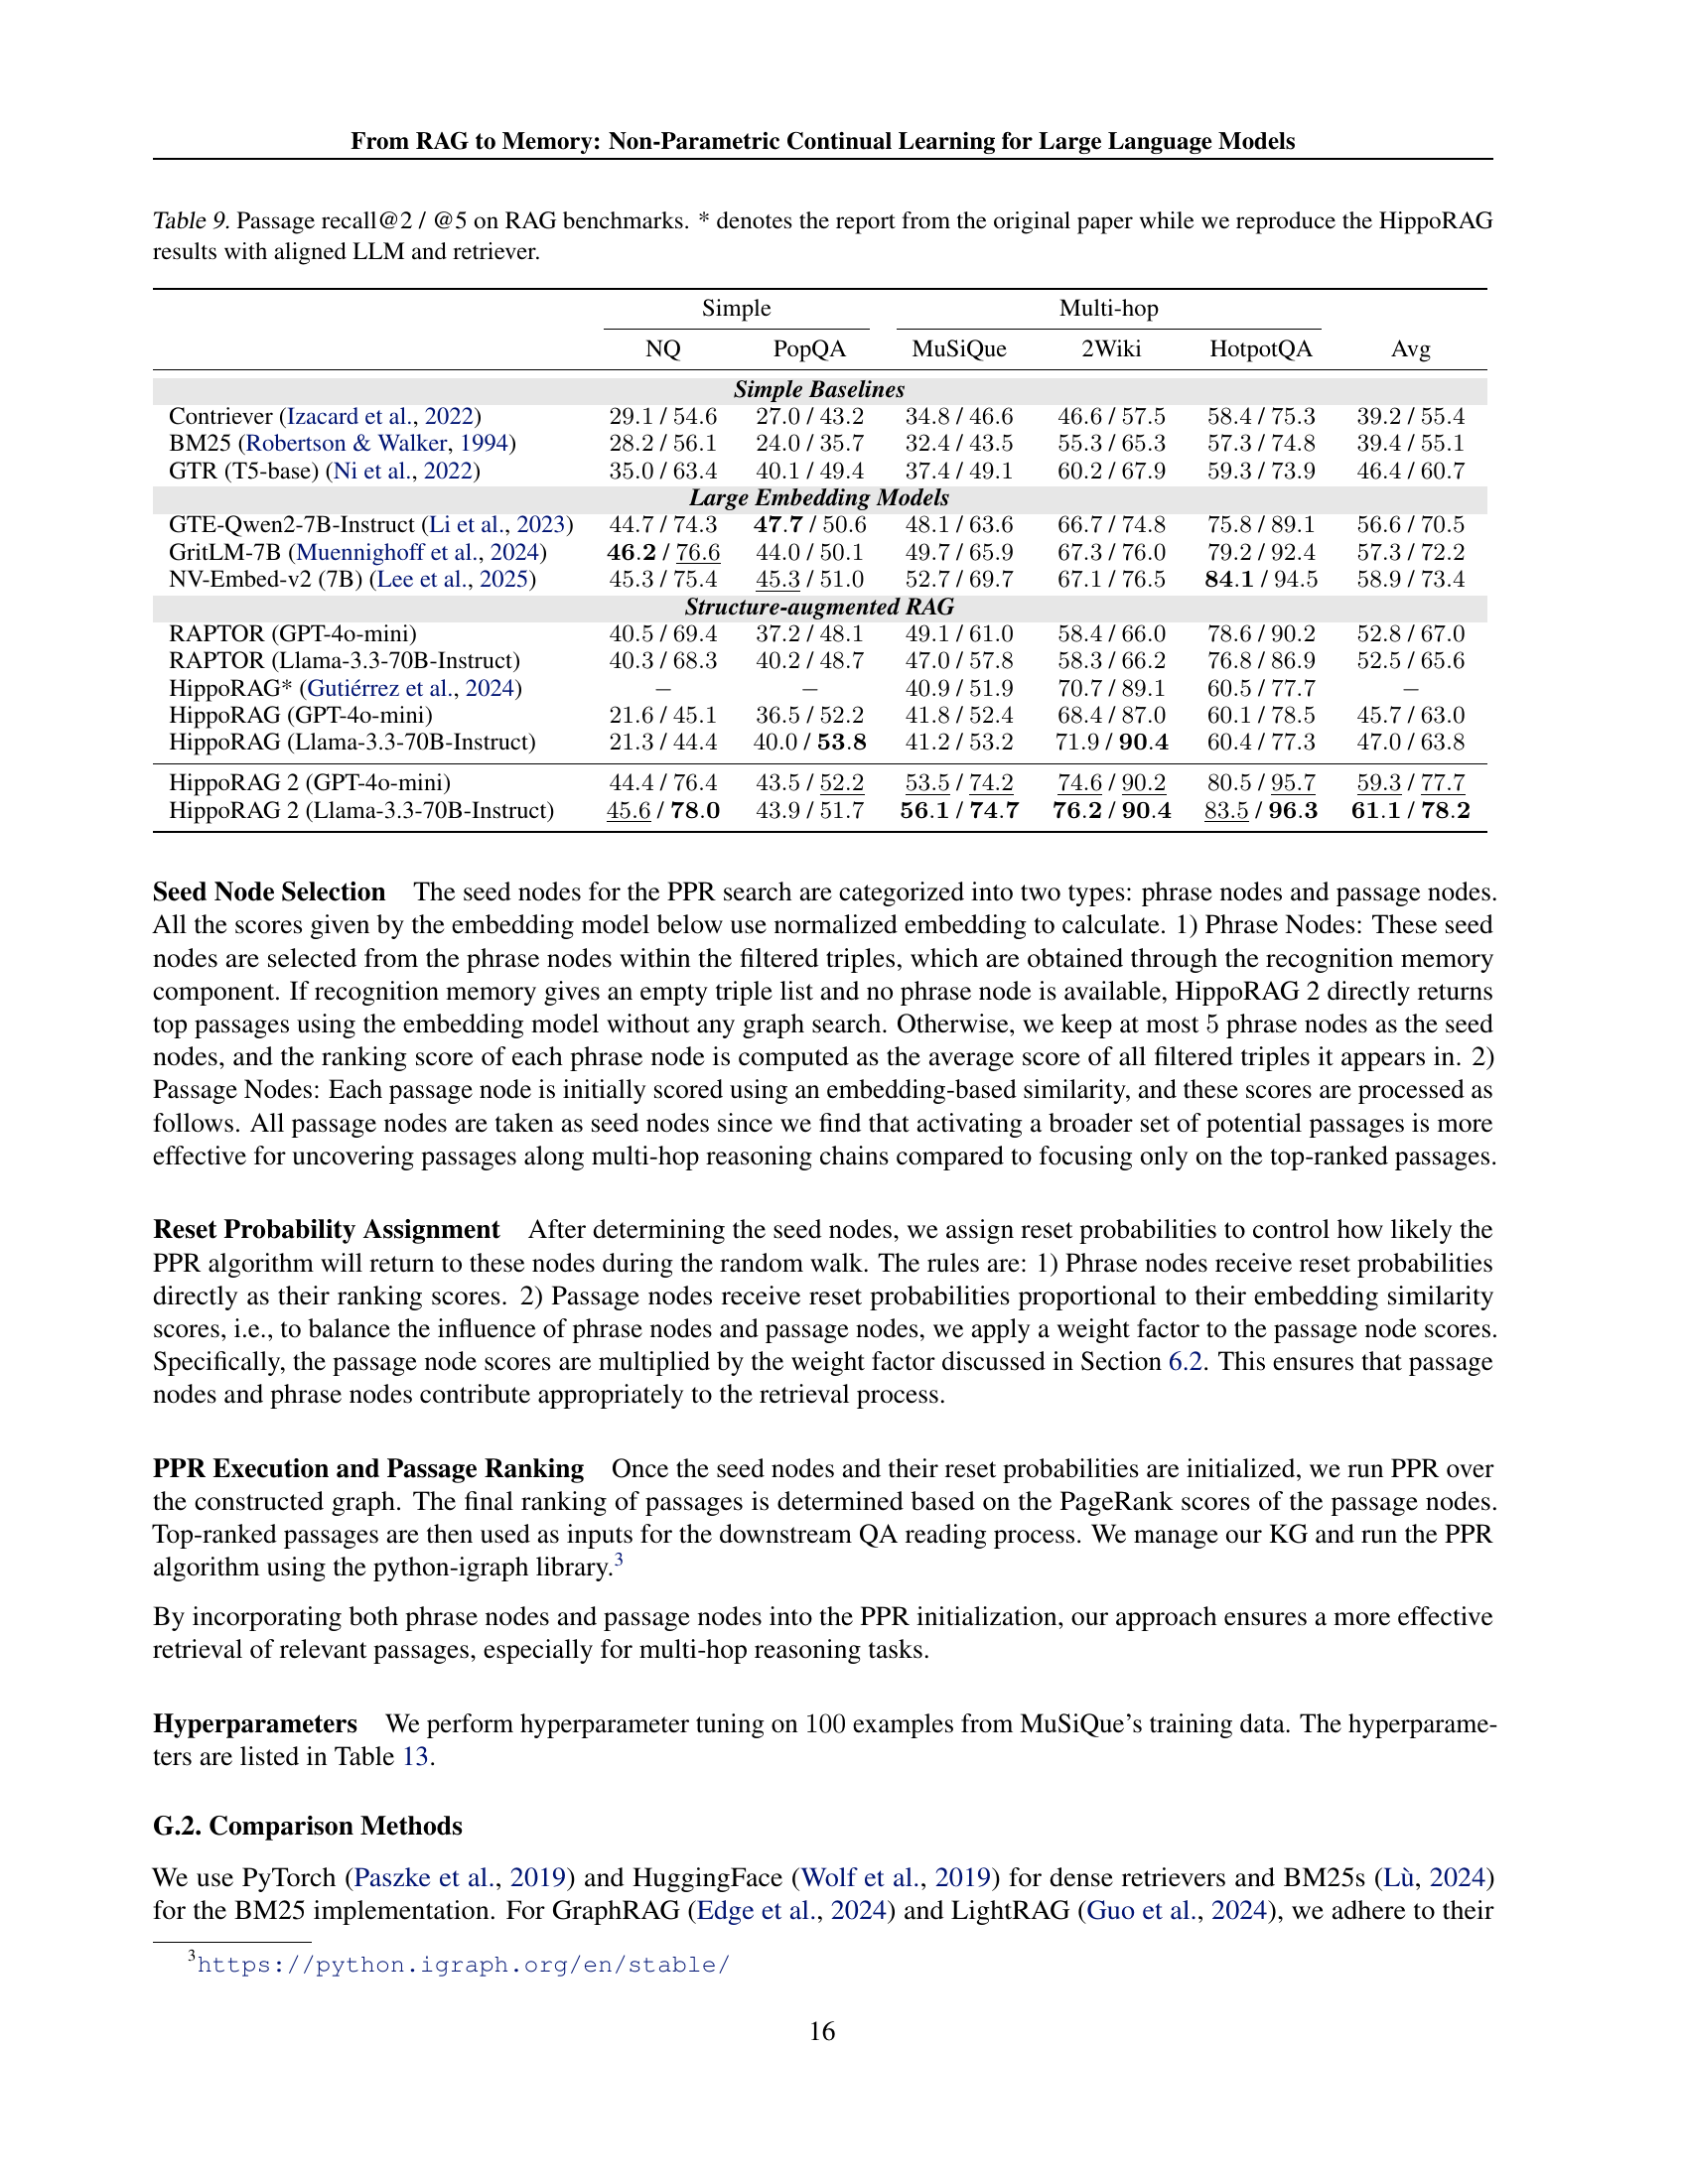 From RAG to Memory: Non-Parametric Continual Learning for Large Language Models
Table 9. Passage recall@2 / @5 on RAG benchmarks. * denotes the report from the original paper while we reproduce the HippoRAG
results with aligned LLM and retriever.
Simple Multi-hop
NQ PopQA MuSiQue 2Wiki HotpotQA Avg
Simple Baselines
Contriever (Izacard et al., 2022) 29.1 / 54.6 27.0 / 43.2 34.8 / 46.6 46.6 / 57.5 58.4 / 75.3 39.2 / 55.4
BM25 (Robertson & Walker, 1994) 28.2 / 56.1 24.0 / 35.7 32.4 / 43.5 55.3 / 65.3 57.3 / 74.8 39.4 / 55.1
GTR (T5-base) (Ni et al., 2022) 35.0 / 63.4 40.1 / 49.4 37.4 / 49.1 60.2 / 67.9 59.3 / 73.9 46.4 / 60.7
Large Embedding Models
GTE-Qwen2-7B-Instruct (Li et al., 2023) 44.7 / 74.3 47.7 / 50.6 48.1 / 63.6 66.7 / 74.8 75.8 / 89.1 56.6 / 70.5
GritLM-7B (Muennighoff et al., 2024) 46.2 / 76.6 44.0 / 50.1 49.7 / 65.9 67.3 / 76.0 79.2 / 92.4 57.3 / 72.2
NV-Embed-v2 (7B) (Lee et al., 2025) 45.3 / 75.4 45.3 / 51.0 52.7 / 69.7 67.1 / 76.5 84.1 / 94.5 58.9 / 73.4
Structure-augmented RAG
RAPTOR (GPT-4o-mini) 40.5 / 69.4 37.2 / 48.1 49.1 / 61.0 58.4 / 66.0 78.6 / 90.2 52.8 / 67.0
RAPTOR (Llama-3.3-70B-Instruct) 40.3 / 68.3 40.2 / 48.7 47.0 / 57.8 58.3 / 66.2 76.8 / 86.9 52.5 / 65.6
HippoRAG* (Gutiérrez et al., 2024) – – 40.9 / 51.9 70.7 / 89.1 60.5 / 77.7 –
HippoRAG (GPT-4o-mini) 21.6 / 45.1 36.5 / 52.2 41.8 / 52.4 68.4 / 87.0 60.1 / 78.5 45.7 / 63.0
HippoRAG (Llama-3.3-70B-Instruct) 21.3 / 44.4 40.0 / 53.8 41.2 / 53.2 71.9 / 90.4 60.4 / 77.3 47.0 / 63.8
HippoRAG 2 (GPT-4o-mini) 44.4 / 76.4 43.5 / 52.2 53.5 / 74.2 74.6 / 90.2 80.5 / 95.7 59.3 / 77.7
HippoRAG 2 (Llama-3.3-70B-Instruct) 45.6 / 78.0 43.9 / 51.7 56.1 / 74.7 76.2 / 90.4 83.5 / 96.3 61.1 / 78.2
Seed Node Selection The seed nodes for the PPR search are categorized into two types: phrase nodes and passage nodes.
All the scores given by the embedding model below use normalized embedding to calculate. 1) Phrase Nodes: These seed
nodes are selected from the phrase nodes within the filtered triples, which are obtained through the recognition memory
component. If recognition memory gives an empty triple list and no phrase node is available, HippoRAG 2 directly returns
top passages using the embedding model without any graph search. Otherwise, we keep at most 5 phrase nodes as the seed
nodes, and the ranking score of each phrase node is computed as the average score of all filtered triples it appears in. 2)
Passage Nodes: Each passage node is initially scored using an embedding-based similarity, and these scores are processed as
follows. All passage nodes are taken as seed nodes since we find that activating a broader set of potential passages is more
effective for uncovering passages along multi-hop reasoning chains compared to focusing only on the top-ranked passages.
Reset Probability Assignment After determining the seed nodes, we assign reset probabilities to control how likely the
PPR algorithm will return to these nodes during the random walk. The rules are: 1) Phrase nodes receive reset probabilities
directly as their ranking scores. 2) Passage nodes receive reset probabilities proportional to their embedding similarity
scores, i.e., to balance the influence of phrase nodes and passage nodes, we apply a weight factor to the passage node scores.
Specifically, the passage node scores are multiplied by the weight factor discussed in Section 6.2. This ensures that passage
nodes and phrase nodes contribute appropriately to the retrieval process.
PPR Execution and Passage Ranking Once the seed nodes and their reset probabilities are initialized, we run PPR over
the constructed graph. The final ranking of passages is determined based on the PageRank scores of the passage nodes.
Top-ranked passages are then used as inputs for the downstream QA reading process. We manage our KG and run the PPR
algorithm using the python-igraph library.3
By incorporating both phrase nodes and passage nodes into the PPR initialization, our approach ensures a more effective
retrieval of relevant passages, especially for multi-hop reasoning tasks.
Hyperparameters We perform hyperparameter tuning on 100 examples from MuSiQue's training data. The hyperparame-
ters are listed in Table 13.
G.2. Comparison Methods
We use PyTorch (Paszke et al., 2019) and HuggingFace (Wolf et al., 2019) for dense retrievers and BM25s (Lù, 2024)
for the BM25 implementation. For GraphRAG (Edge et al., 2024) and LightRAG (Guo et al., 2024), we adhere to their
3https://python.igraph.org/en/stable/
16